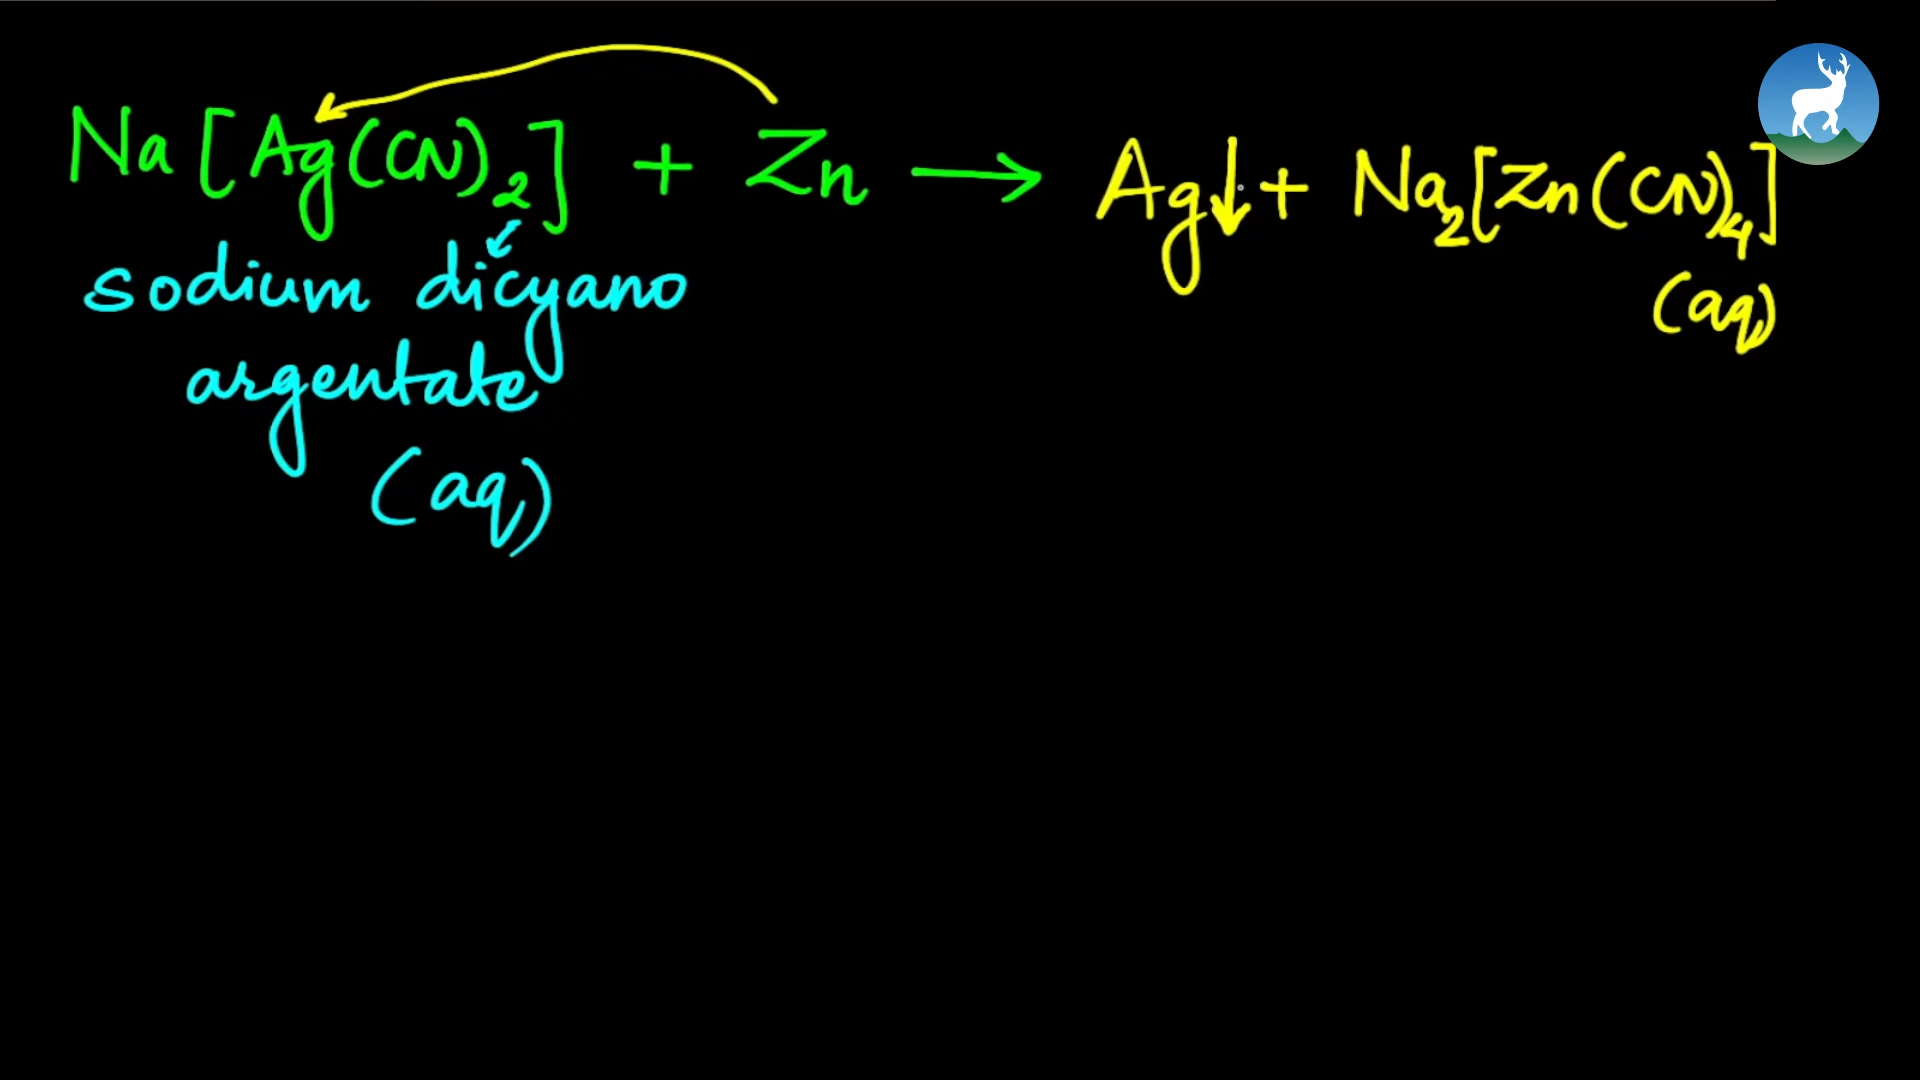 Na[Ag(CN)₂] + Zn → Ag↓ + Na₂[Zn(CN)₄]
(aq)
sodium dicyano
argentate
(aq)